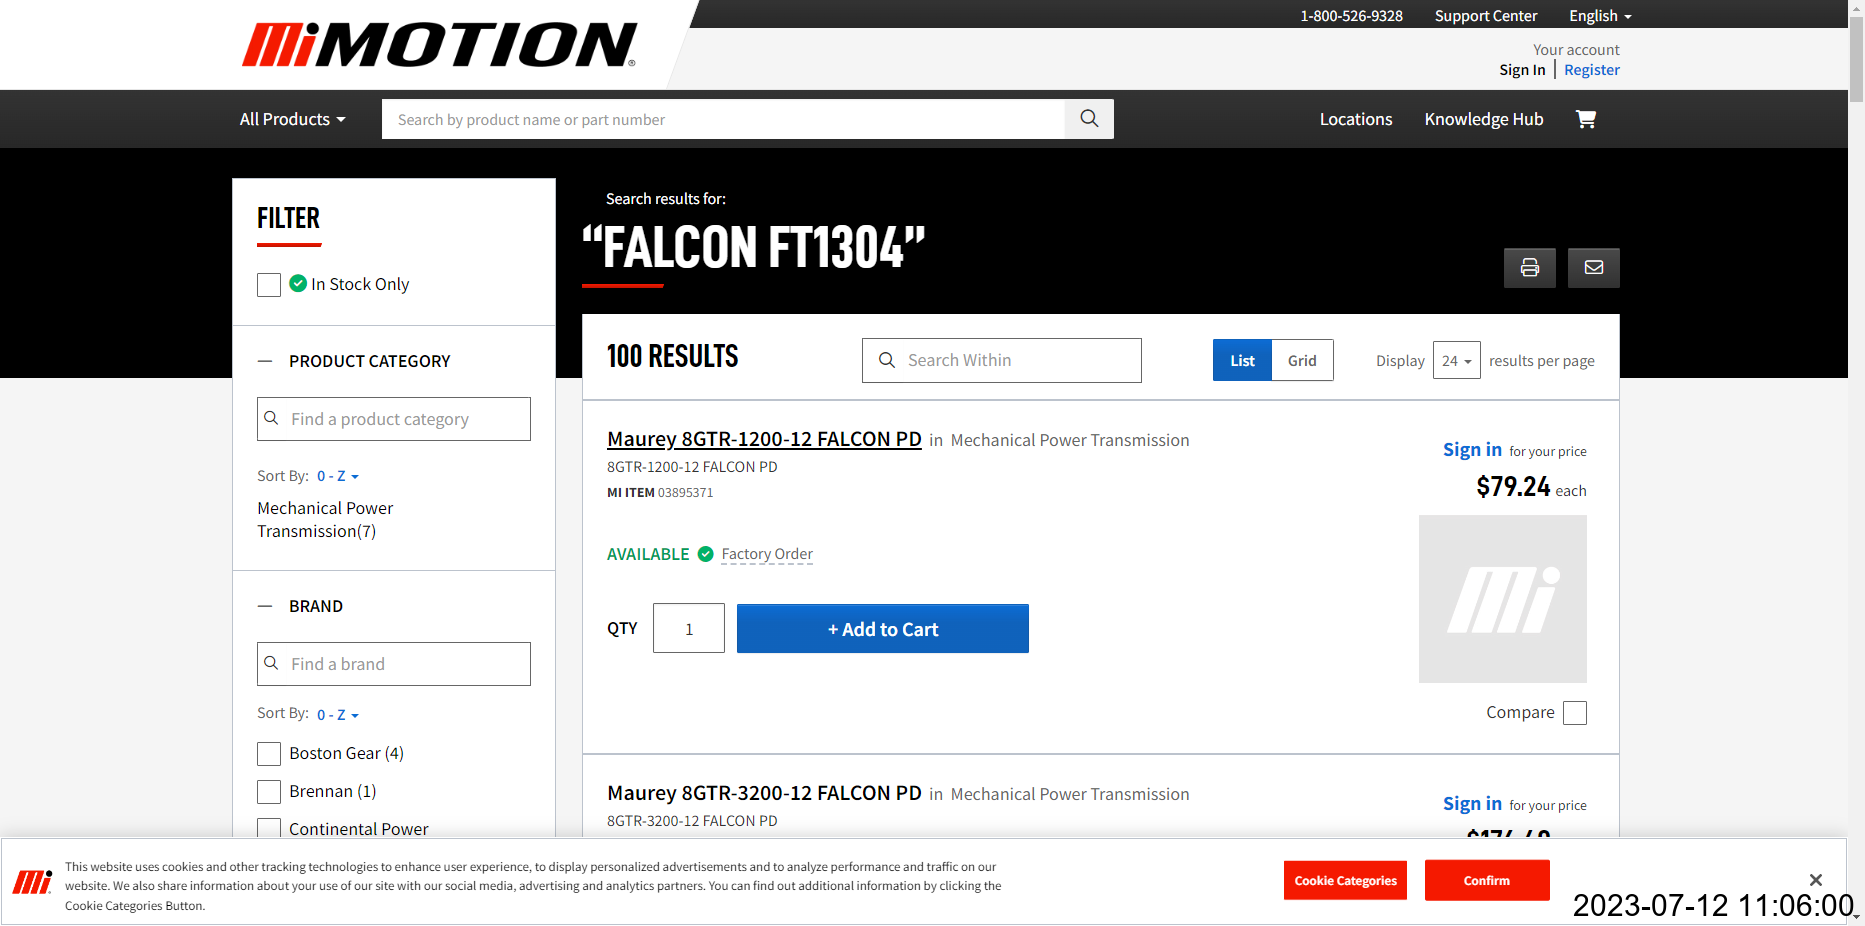 MiMOTION®
1-800-526-9328 Support Center English
Your account
Sign In | Register
All Products Search by product name or part number Locations Knowledge Hub
FILTER
In Stock Only
PRODUCT CATEGORY
Find a product category
Sort By: 0 - Z
Mechanical Power
Transmission(7)
BRAND
Find a brand
Sort By: 0 - Z
Boston Gear (4)
Brennan (1)
Continental Power
Search results for:
“FALCON FT1304”
100 RESULTS Search Within List Grid Display 24 results per page
Maurey 8GTR-1200-12 FALCON PD in Mechanical Power Transmission
8GTR-1200-12 FALCON PD
MI ITEM 03895371
Sign in for your price
$79.24 each
AVAILABLE Factory Order
QTY 1 + Add to Cart
Mi
Compare
Maurey 8GTR-3200-12 FALCON PD in Mechanical Power Transmission
8GTR-3200-12 FALCON PD
Sign in for your price
Mi
This website uses cookies and other tracking technologies to enhance user experience, to display personalized advertisements and to analyze performance and traffic on our
website. We also share information about your use of our site with our social media, advertising and analytics partners. You can find out additional information by clicking the
Cookie Categories Button.
Cookie Categories Confirm
2023-07-12 11:06:00